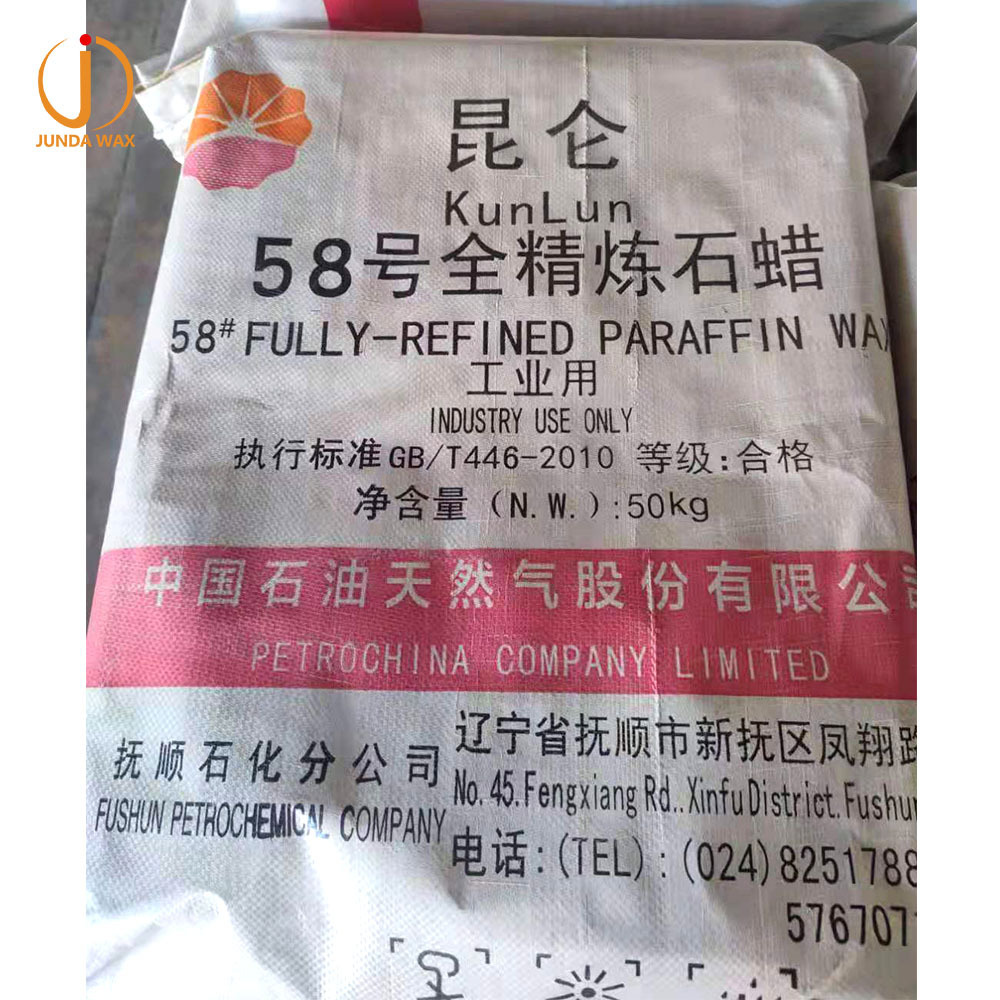 JUNDA WAX
昆仑
KunLun
58号全精炼石蜡
58# FULLY-REFINED PARAFFIN WAX
工业用
INDUSTRY USE ONLY
执行标准GB/T446-2010 等级:合格
净含量 (N.W.):50kg
中国石油天然气股份有限公司
PETROCHINA COMPANY LIMITED
抚顺石化分公司
FUSHUN PETROCHEMICAL COMPANY
辽宁省抚顺市新抚区凤翔路
No.45.Fengxiang Rd..Xinfu District.Fushun
电话:(TEL):(024)8251788
576707